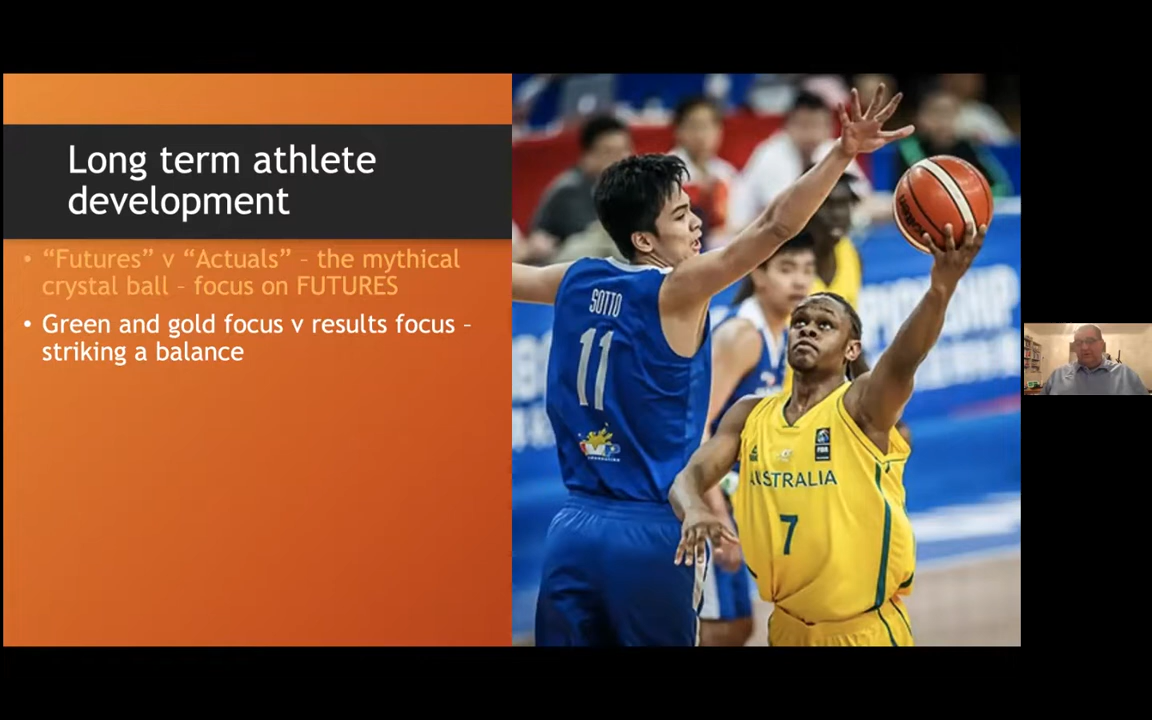 Long term athlete
development
• “Futures” v “Actuals” – the mythical
crystal ball – focus on FUTURES
• Green and gold focus v results focus –
striking a balance
SOTTO
11
AUSTRALIA
7
molten